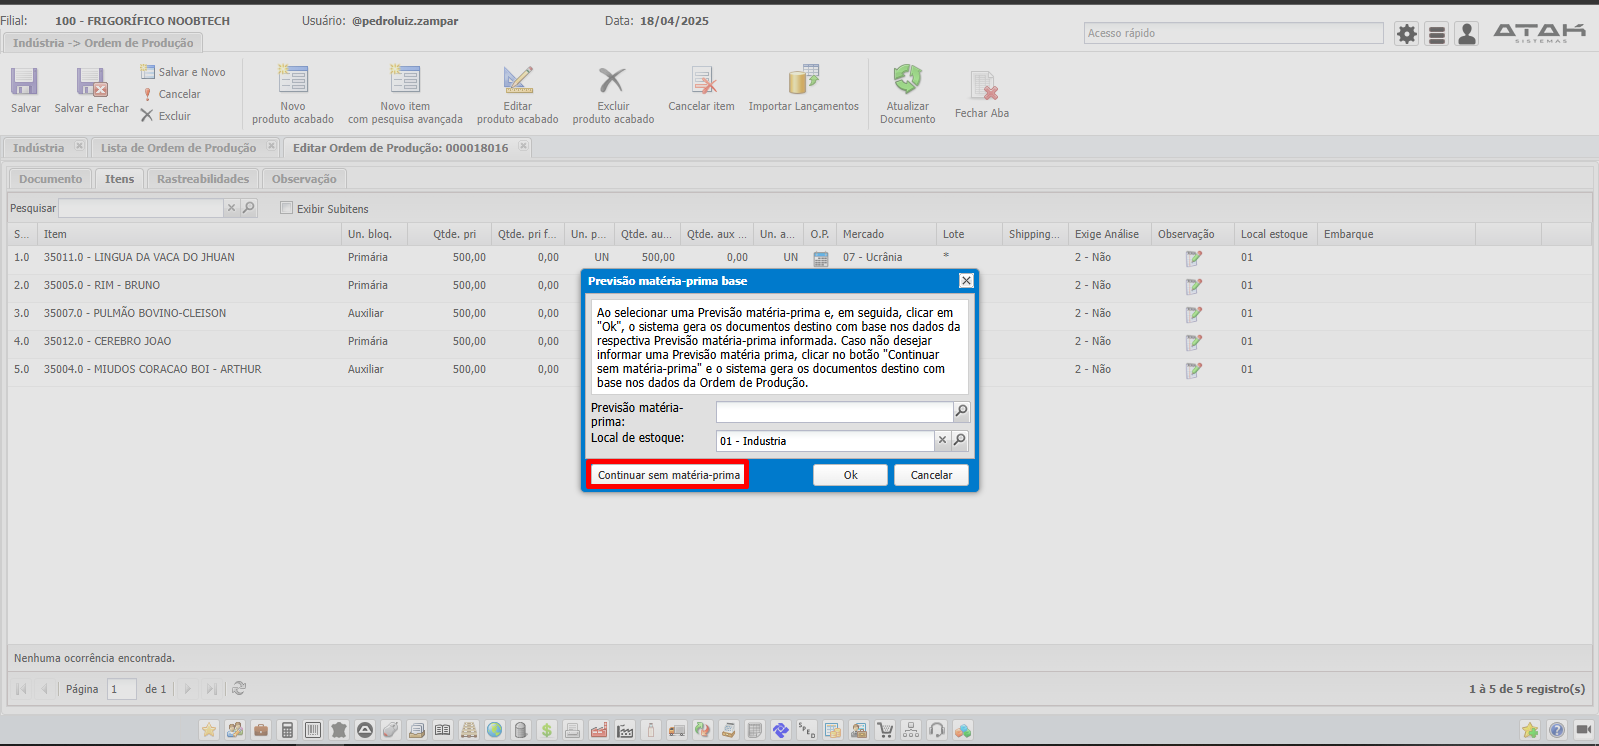 Filial: 100 - FRIGORÍFICO NOOBTECH Usuário: @pedroluiz.zampar Data: 18/04/2025
Acesso rápido
ATAK
SISTEMAS
Indústria -> Ordem de Produção
Salvar
Salvar e Fechar
Salvar e Novo
Cancelar
Excluir
Novo
produto acabado
Novo item
com pesquisa avançada
Editar
produto acabado
Excluir
produto acabado
Cancelar item
Importar Lançamentos
Atualizar
Documento
Fechar Aba
Indústria Lista de Ordem de Produção Editar Ordem de Produção: 000018016
Documento Itens Rastreabilidades Observação
Pesquisar Exibir Subitens
S... Item Un. bloq. Qtde. pri Qtde. pri f... Un. p... Qtde. au... Qtde. aux ... Un. a... O.P. Mercado Lote Shipping... Exige Análise Observação Local estoque Embarque
1.0 35011.0 - LINGUA DA VACA DO JHUAN Primária 500,00 0,00 UN 500,00 0,00 UN 07 - Ucrânia * 2 - Não 01
2.0 35005.0 - RIM - BRUNO Primária 500,00 0,00 2 - Não 01
3.0 35007.0 - PULMÃO BOVINO-CLEISON Auxiliar 500,00 0,00 2 - Não 01
4.0 35012.0 - CEREBRO JOAO Primária 500,00 0,00 2 - Não 01
5.0 35004.0 - MIUDOS CORACAO BOI - ARTHUR Auxiliar 500,00 0,00 2 - Não 01
Previsão matéria-prima base
Ao selecionar uma Previsão matéria-prima e, em seguida, clicar em
"Ok", o sistema gera os documentos destino com base nos dados da
respectiva Previsão matéria-prima informada. Caso não desejar
informar uma Previsão matéria prima, clicar no botão "Continuar
sem matéria-prima" e o sistema gera os documentos destino com
base nos dados da Ordem de Produção.
Previsão matéria-
prima:
Local de estoque: 01 - Industria
Continuar sem matéria-prima Ok Cancelar
Nenhuma ocorrência encontrada.
Página 1 de 1 1 à 5 de 5 registro(s)
SPED